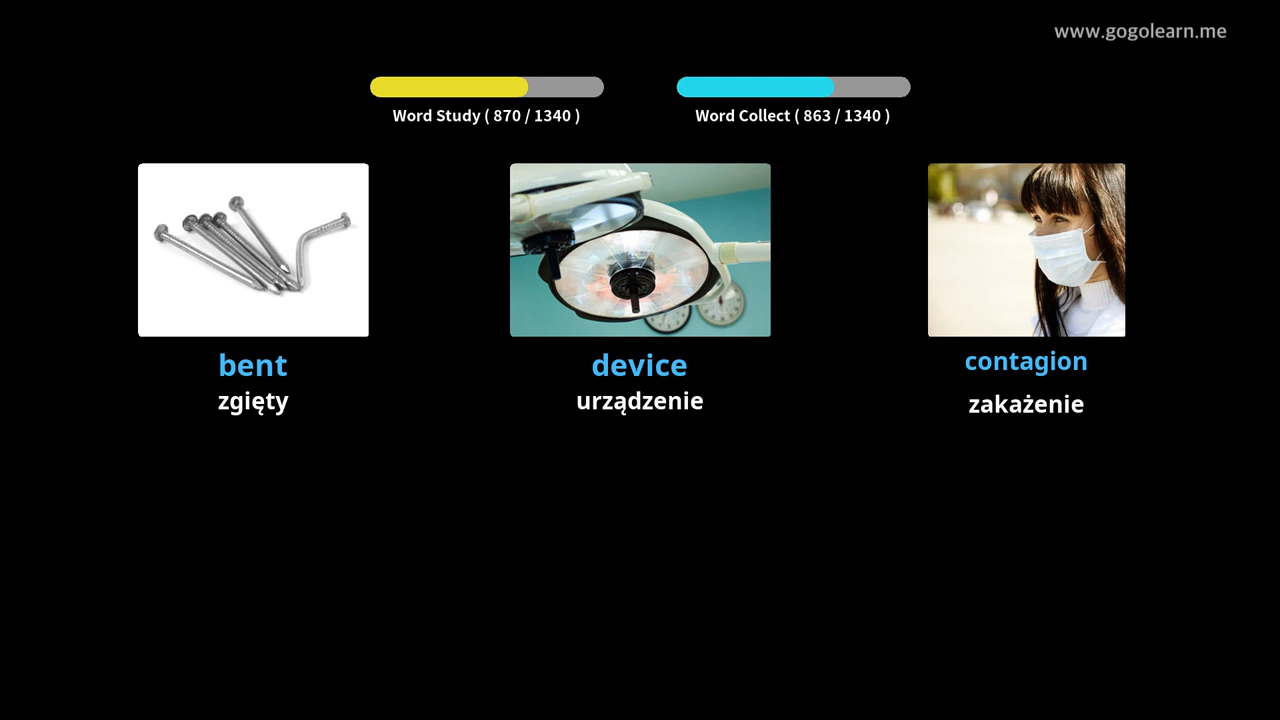 www.gogolearn.me
Word Study ( 870 / 1340 )
Word Collect ( 863 / 1340 )
bent
zgięty
device
urządzenie
contagion
zakażenie